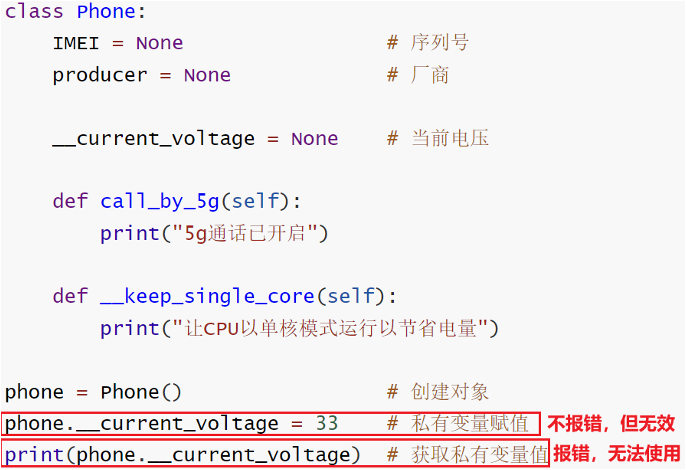 class Phone:
    IMEI = None                 # 序列号
    producer = None             # 厂商
    __current_voltage = None    # 当前电压
    def call_by_5g(self):
        print("5g通话已开启")
    def __keep_single_core(self):
        print("让CPU以单核模式运行以节省电量")
phone = Phone()                 # 创建对象
phone.__current_voltage = 33    # 私有变量赋值 不报错，但无效
print(phone.__current_voltage)  # 获取私有变量值 报错，无法使用